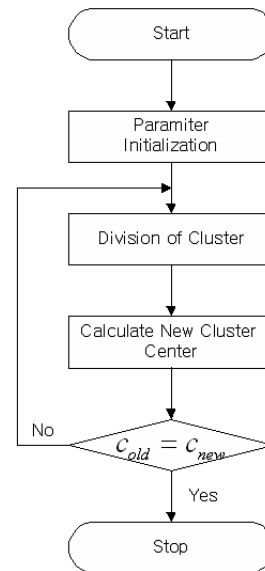 Start
Paramiter
Initialization
Division of Cluster
Calculate New Cluster
Center
No
c_old = c_new
Yes
Stop